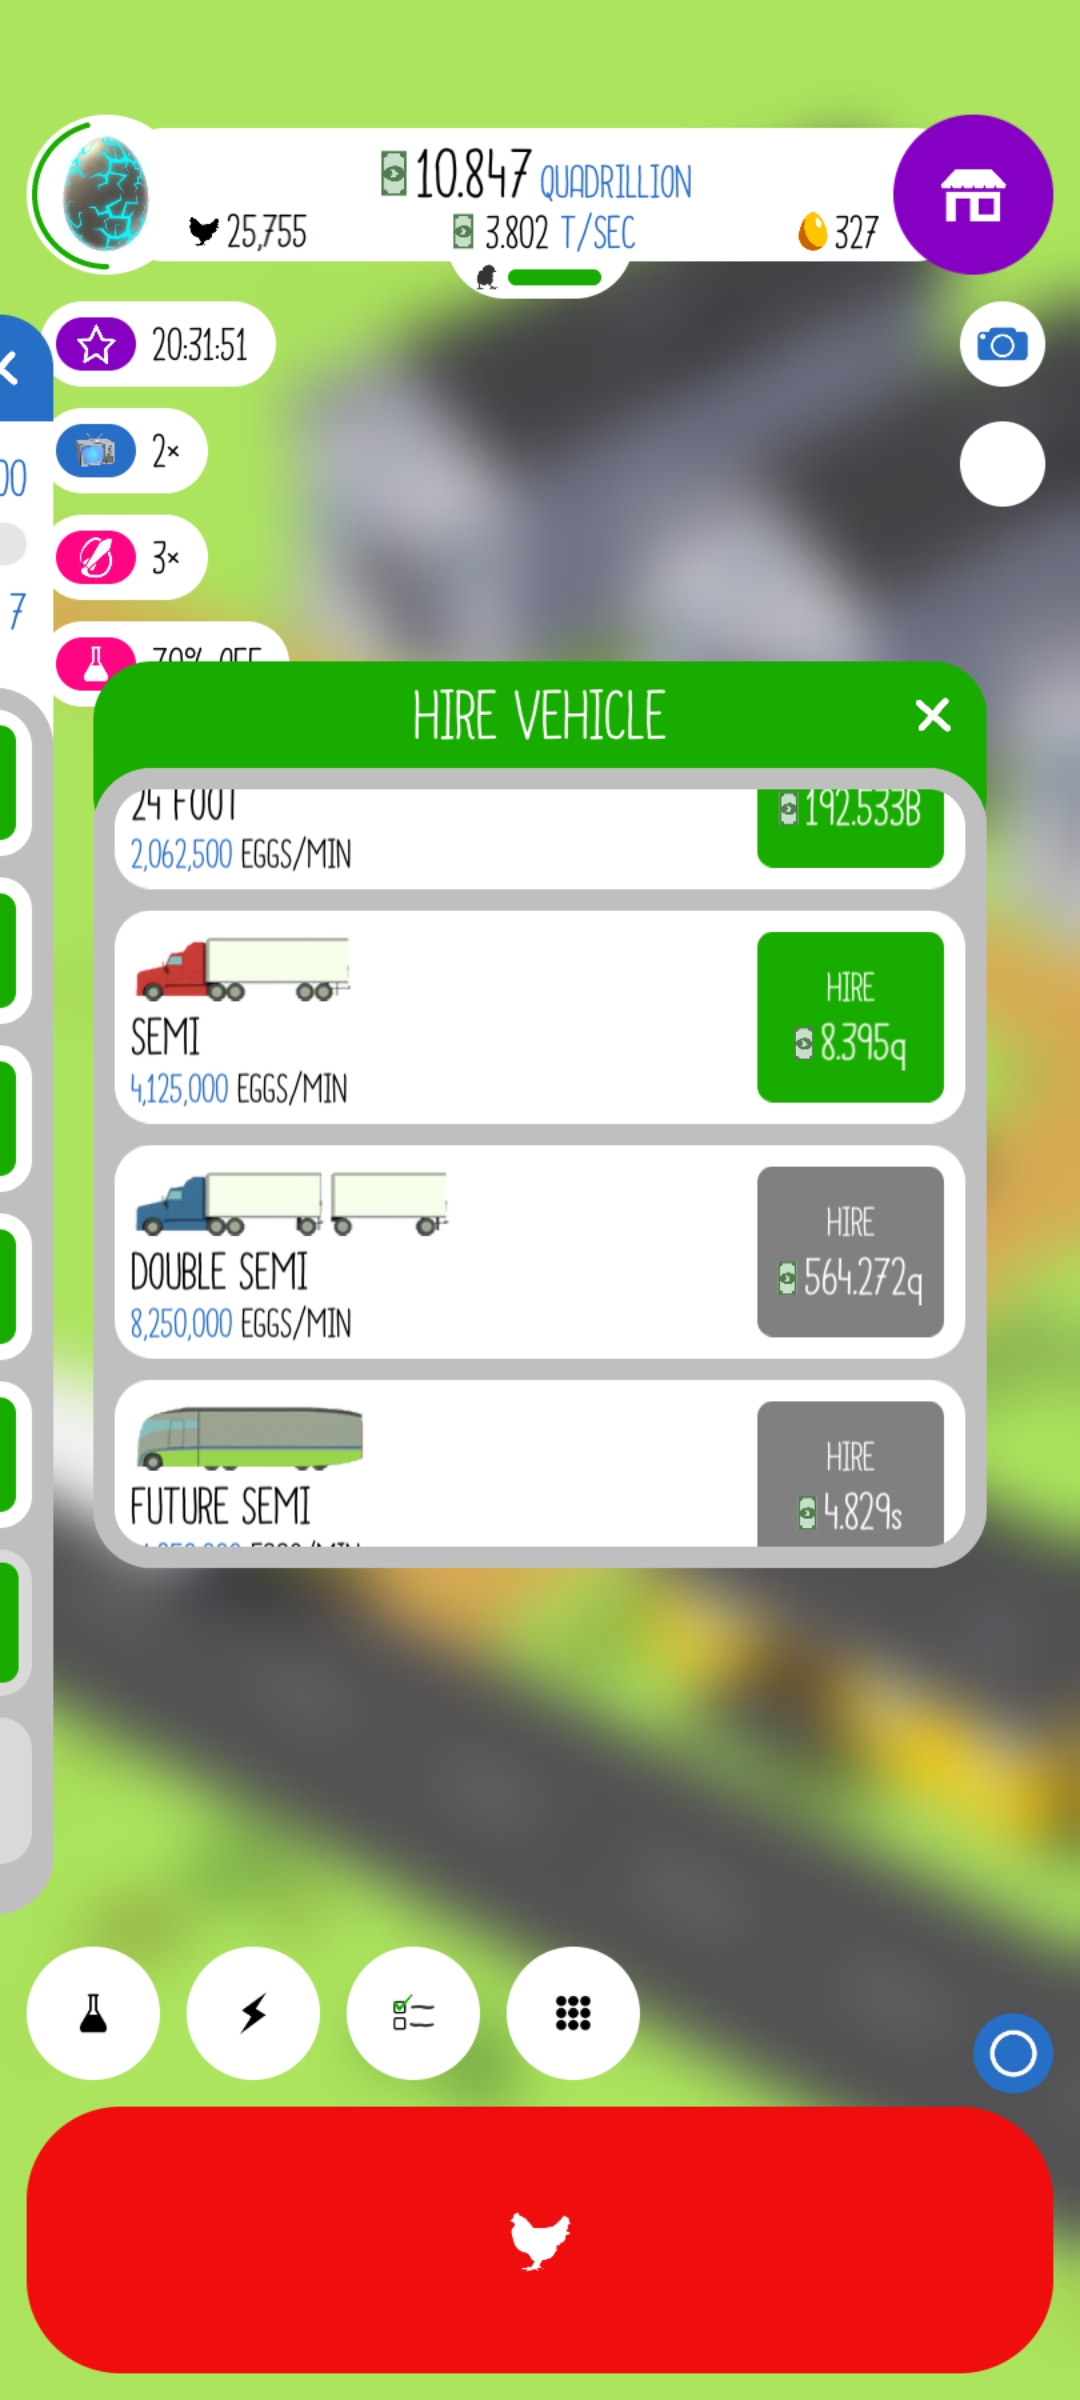 10.847 QUADRILLION
25,755
3.802 T/SEC
327
20:31:51
00
2×
3×
7
70% OFF
HIRE VEHICLE
24 FOOT
192.533B
2,062,500 EGGS/MIN
HIRE
8.395q
SEMI
4,125,000 EGGS/MIN
HIRE
564.272q
DOUBLE SEMI
8,250,000 EGGS/MIN
HIRE
4.829s
FUTURE SEMI
EGGS/MIN